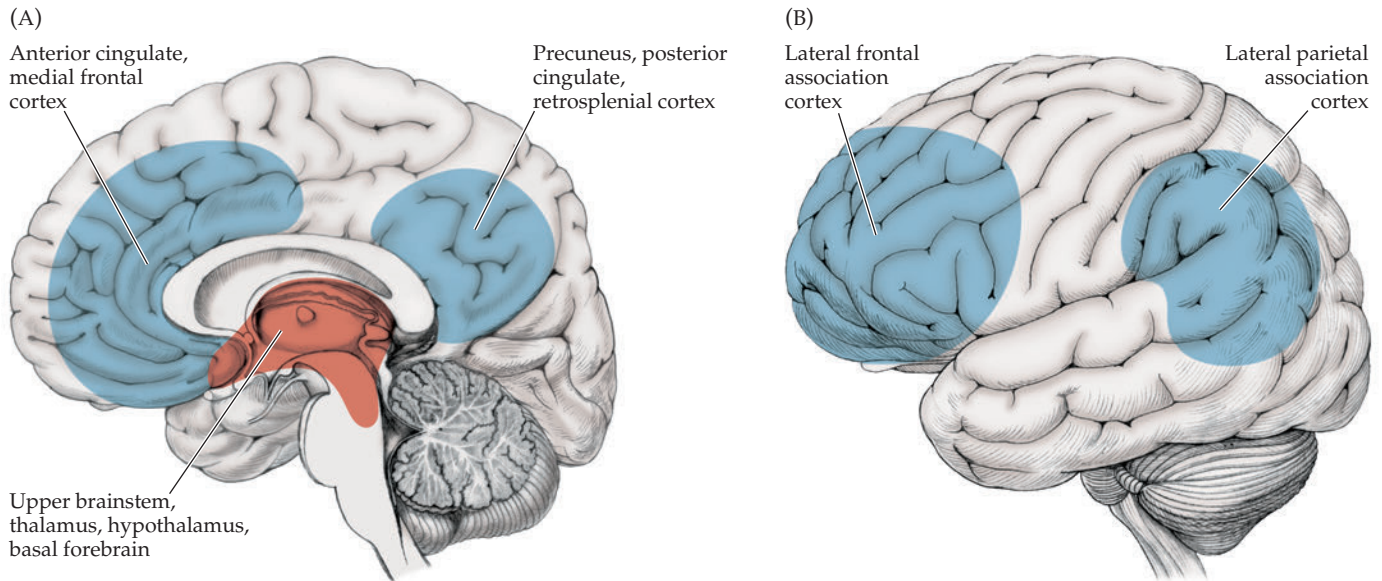 (A)
Anterior cingulate,
medial frontal
cortex
Precuneus, posterior
cingulate,
retrosplenial cortex
Upper brainstem,
thalamus, hypothalamus,
basal forebrain
(B)
Lateral frontal
association
cortex
Lateral parietal
association
cortex